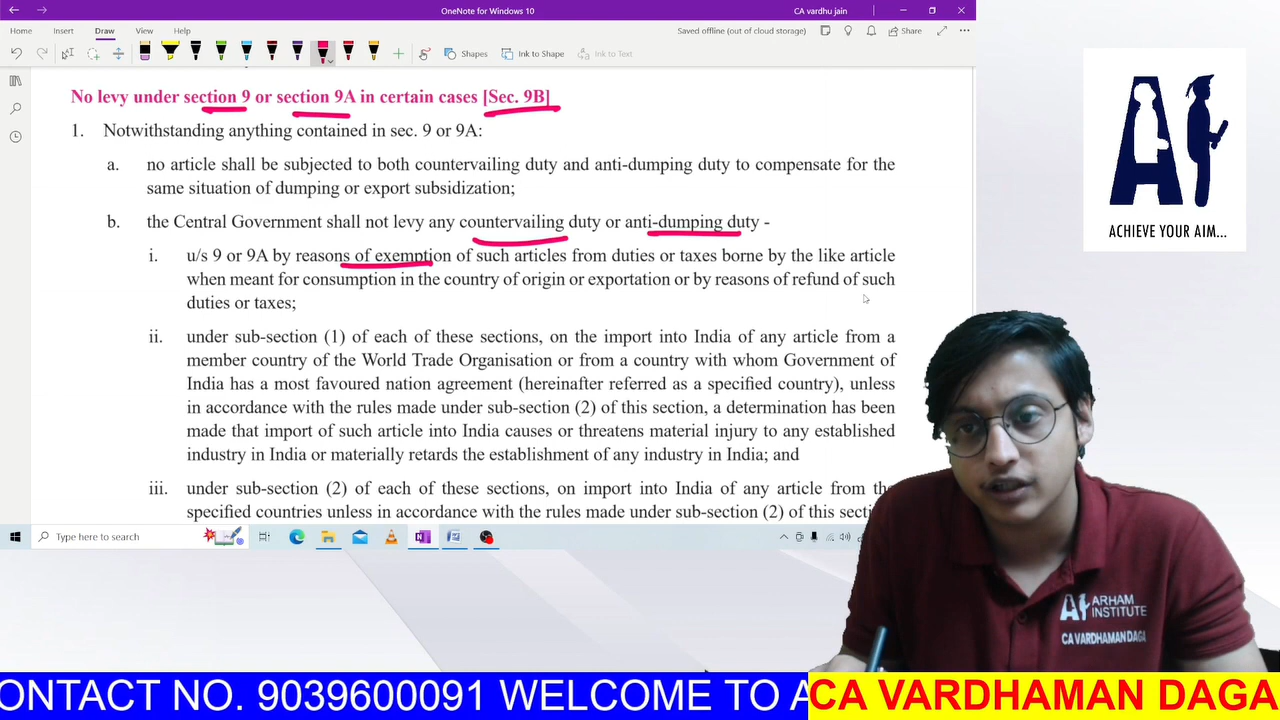 OneNote for Windows 10
CA vardhu jain
Home
Insert
Draw
View
Help
Saved offline (out of cloud storage)
Share
Shapes
Ink to Shape
Ink to Text
No levy under section 9 or section 9A in certain cases [Sec. 9B]
1. Notwithstanding anything contained in sec. 9 or 9A:
a. no article shall be subjected to both countervailing duty and anti-dumping duty to compensate for the
same situation of dumping or export subsidization;
b. the Central Government shall not levy any countervailing duty or anti-dumping duty -
i. u/s 9 or 9A by reasons of exemption of such articles from duties or taxes borne by the like article
when meant for consumption in the country of origin or exportation or by reasons of refund of such
duties or taxes;
ii. under sub-section (1) of each of these sections, on the import into India of any article from a
member country of the World Trade Organisation or from a country with whom Government of
India has a most favoured nation agreement (hereinafter referred as a specified country), unless
in accordance with the rules made under sub-section (2) of this section, a determination has been
made that import of such article into India causes or threatens material injury to any established
industry in India or materially retards the establishment of any industry in India; and
iii. under sub-section (2) of each of these sections, on import into India of any article from the
specified countries unless in accordance with the rules made under sub-section (2) of this secti
Type here to search
ACHIEVE YOUR AIM...
ARHAM
INSTITUTE
CA VARDHAMAN DAGA
ONTACT NO. 9039600091 WELCOME TO A
CA VARDHAMAN DAGA